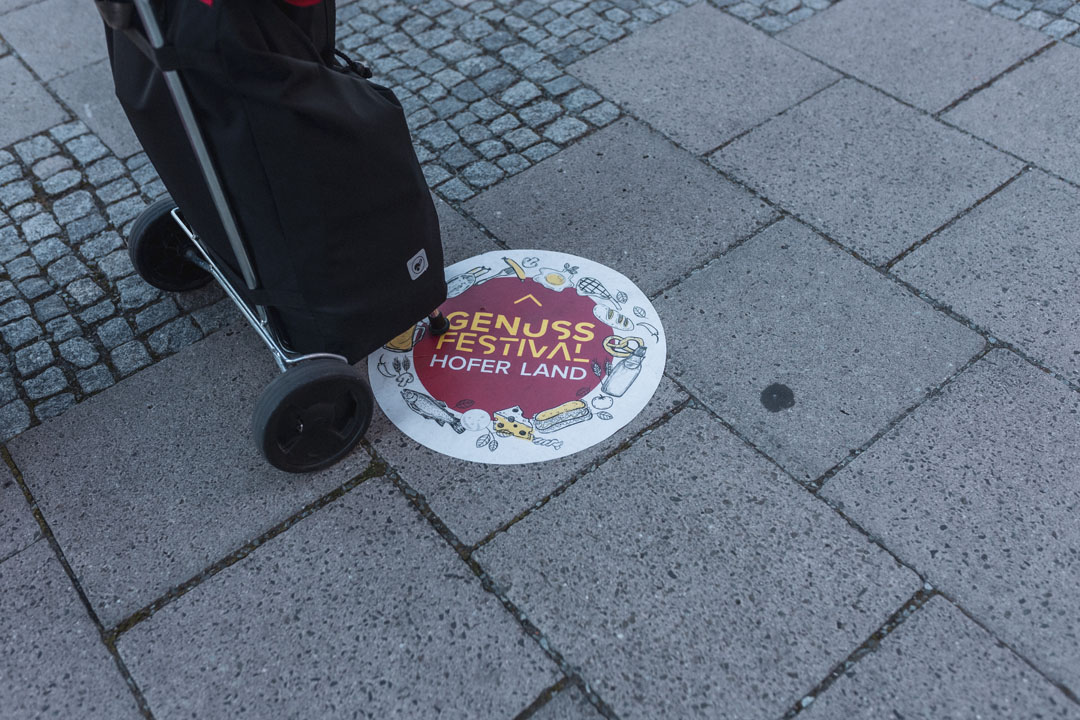 GENUSS
FESTIVAL
HOFER LAND